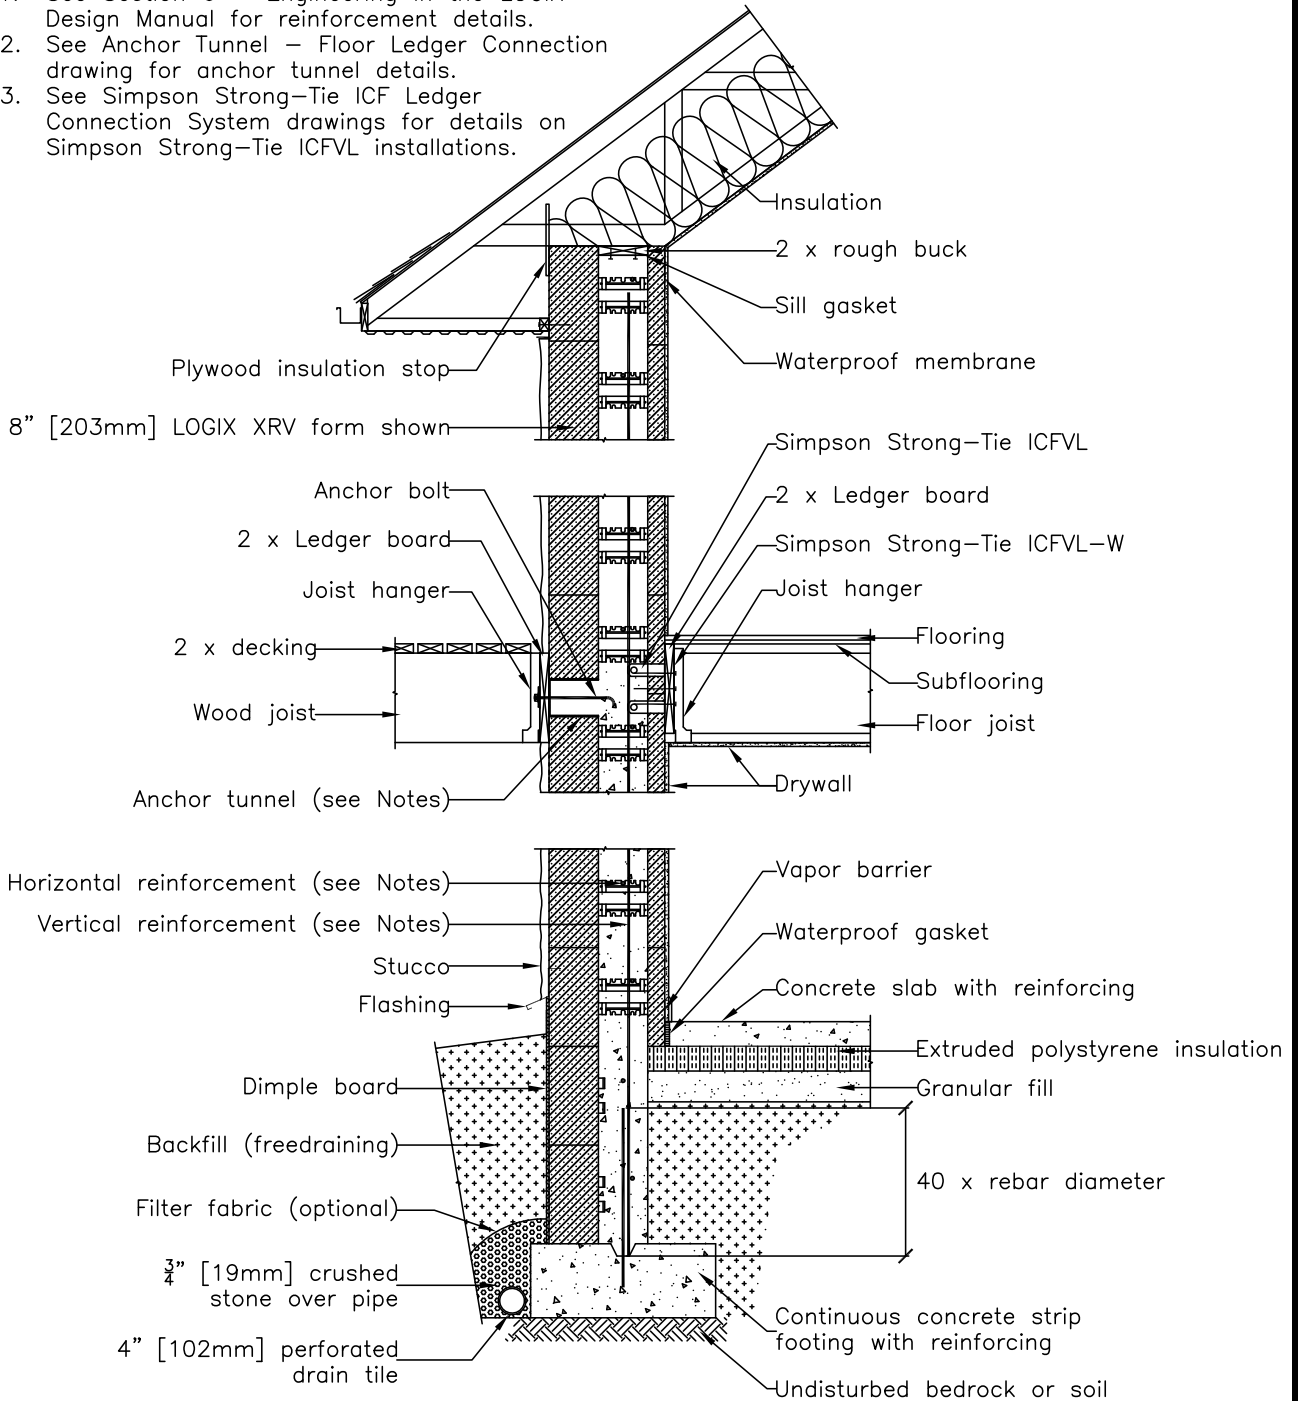 Design Manual for reinforcement details.
2. See Anchor Tunnel – Floor Ledger Connection
drawing for anchor tunnel details.
3. See Simpson Strong-Tie ICF Ledger
Connection System drawings for details on
Simpson Strong-Tie ICFVL installations.
Insulation
2 x rough buck
Sill gasket
Plywood insulation stop
Waterproof membrane
8" [203mm] LOGIX XRV form shown
Simpson Strong-Tie ICFVL
Anchor bolt
2 x Ledger board
2 x Ledger board
Simpson Strong-Tie ICFVL-W
Joist hanger
Joist hanger
Flooring
2 x decking
Subflooring
Wood joist
Floor joist
Drywall
Anchor tunnel (see Notes)
Vapor barrier
Horizontal reinforcement (see Notes)
Vertical reinforcement (see Notes)
Waterproof gasket
Stucco
Concrete slab with reinforcing
Flashing
Extruded polystyrene insulation
Dimple board
Granular fill
Backfill (freedraining)
40 x rebar diameter
Filter fabric (optional)
3/4" [19mm] crushed
stone over pipe
Continuous concrete strip
footing with reinforcing
4" [102mm] perforated
drain tile
Undisturbed bedrock or soil